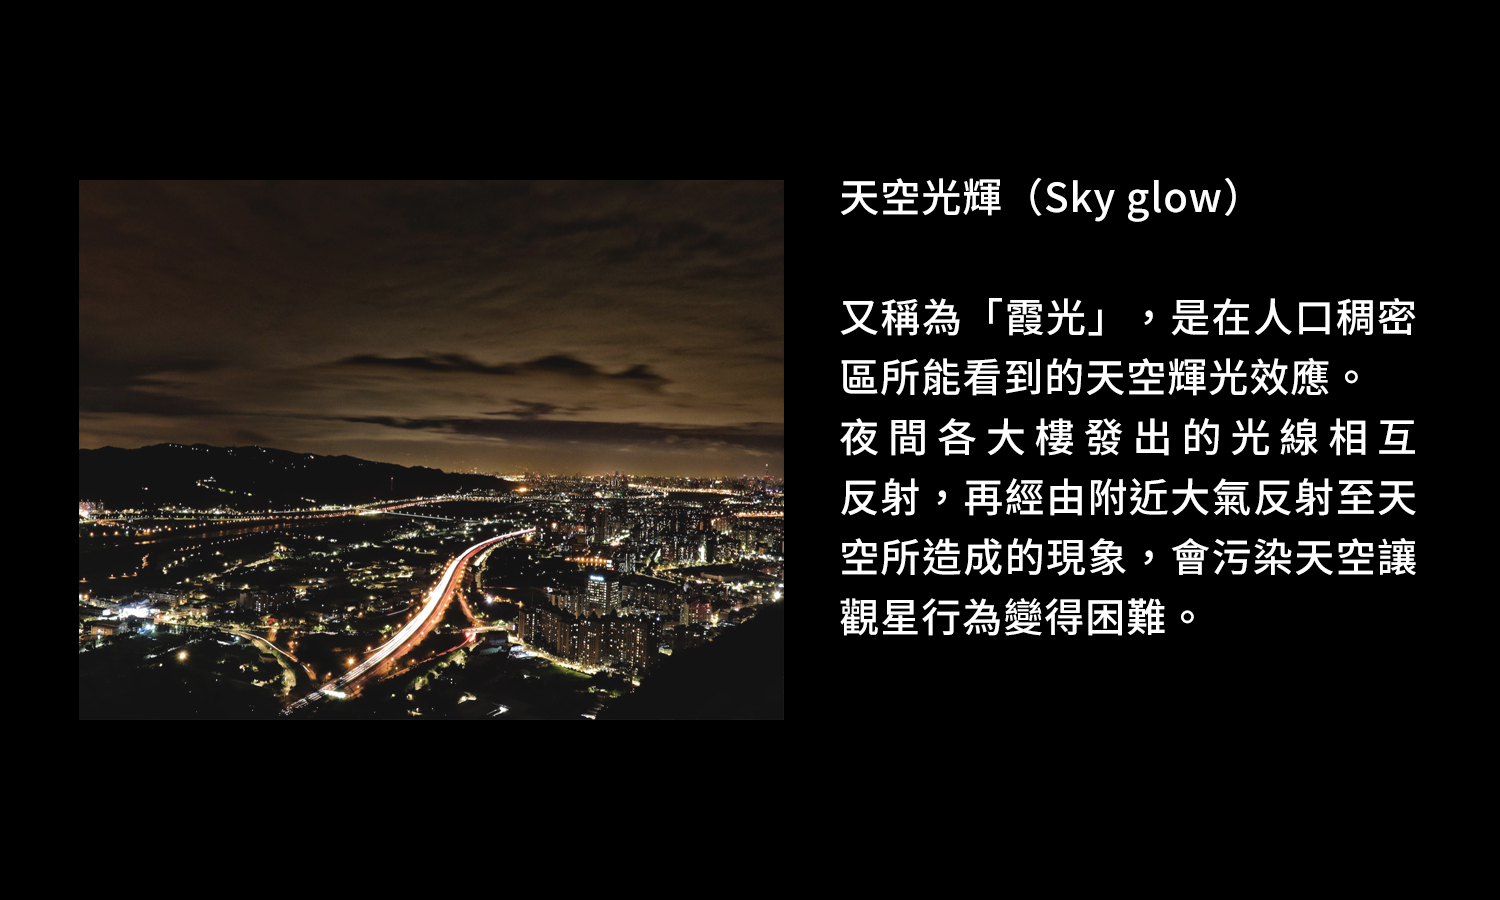 天空光輝（Sky glow）
又稱為「霞光」，是在人口稠密
區所能看到的天空輝光效應。
夜間各大樓發出的光線相互
反射，再經由附近大氣反射至天
空所造成的現象，會污染天空讓
觀星行為變得困難。